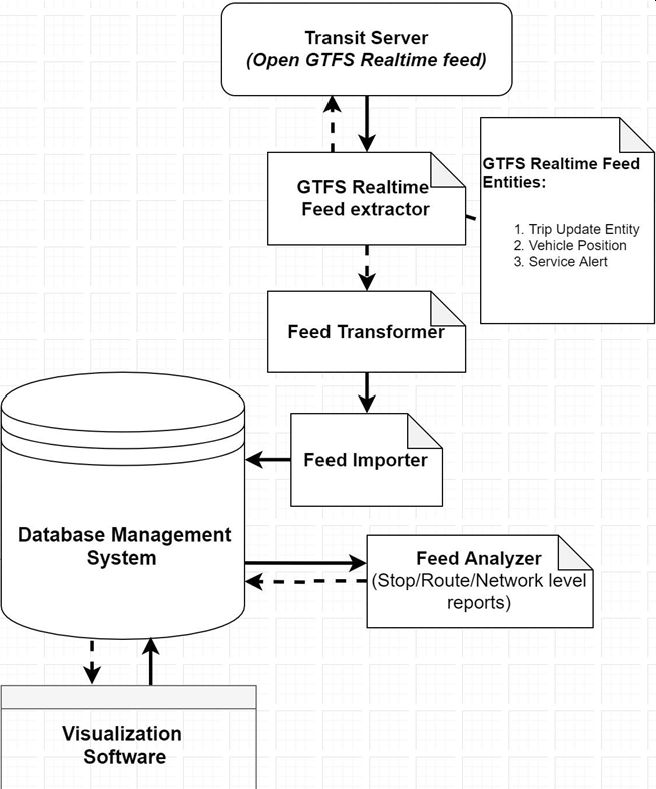 Transit Server
(Open GTFS Realtime feed)
GTFS Realtime
Feed extractor
GTFS Realtime Feed
Entities:
1. Trip Update Entity
2. Vehicle Position
3. Service Alert
Feed Transformer
Feed Importer
Database Management
System
Feed Analyzer
(Stop/Route/Network level
reports)
Visualization
Software